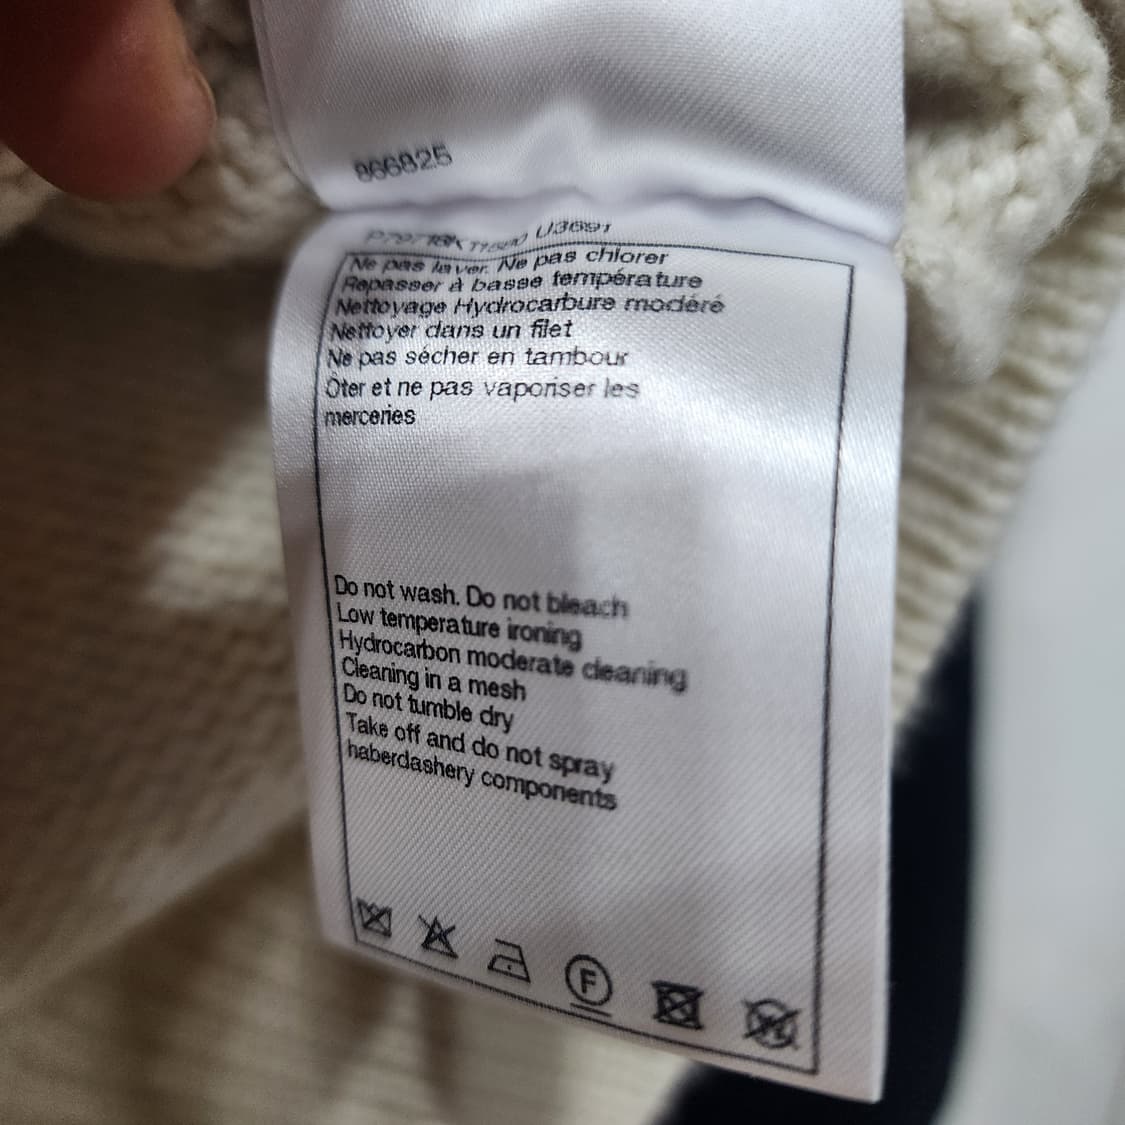 866825
U3691
Ne pas laver. Ne pas chlorer
Repasser à basse température
Nettoyage Hydrocarbure modéré
Nettoyer dans un filet
Ne pas sécher en tambour
Ôter et ne pas vaporiser les
merceries
Do not wash. Do not bleach
Low temperature ironing
Hydrocarbon moderate cleaning
Cleaning in a mesh
Do not tumble dry
Take off and do not spray
haberdashery components
F